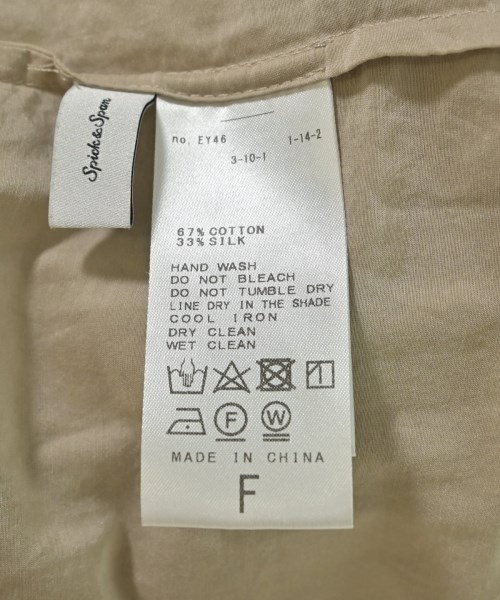 Spick & Span
no. EY46 1-14-2
3-10-1
67% COTTON
33% SILK
HAND WASH
DO NOT BLEACH
DO NOT TUMBLE DRY
LINE DRY IN THE SHADE
COOL IRON
DRY CLEAN
WET CLEAN
F W
MADE IN CHINA
F